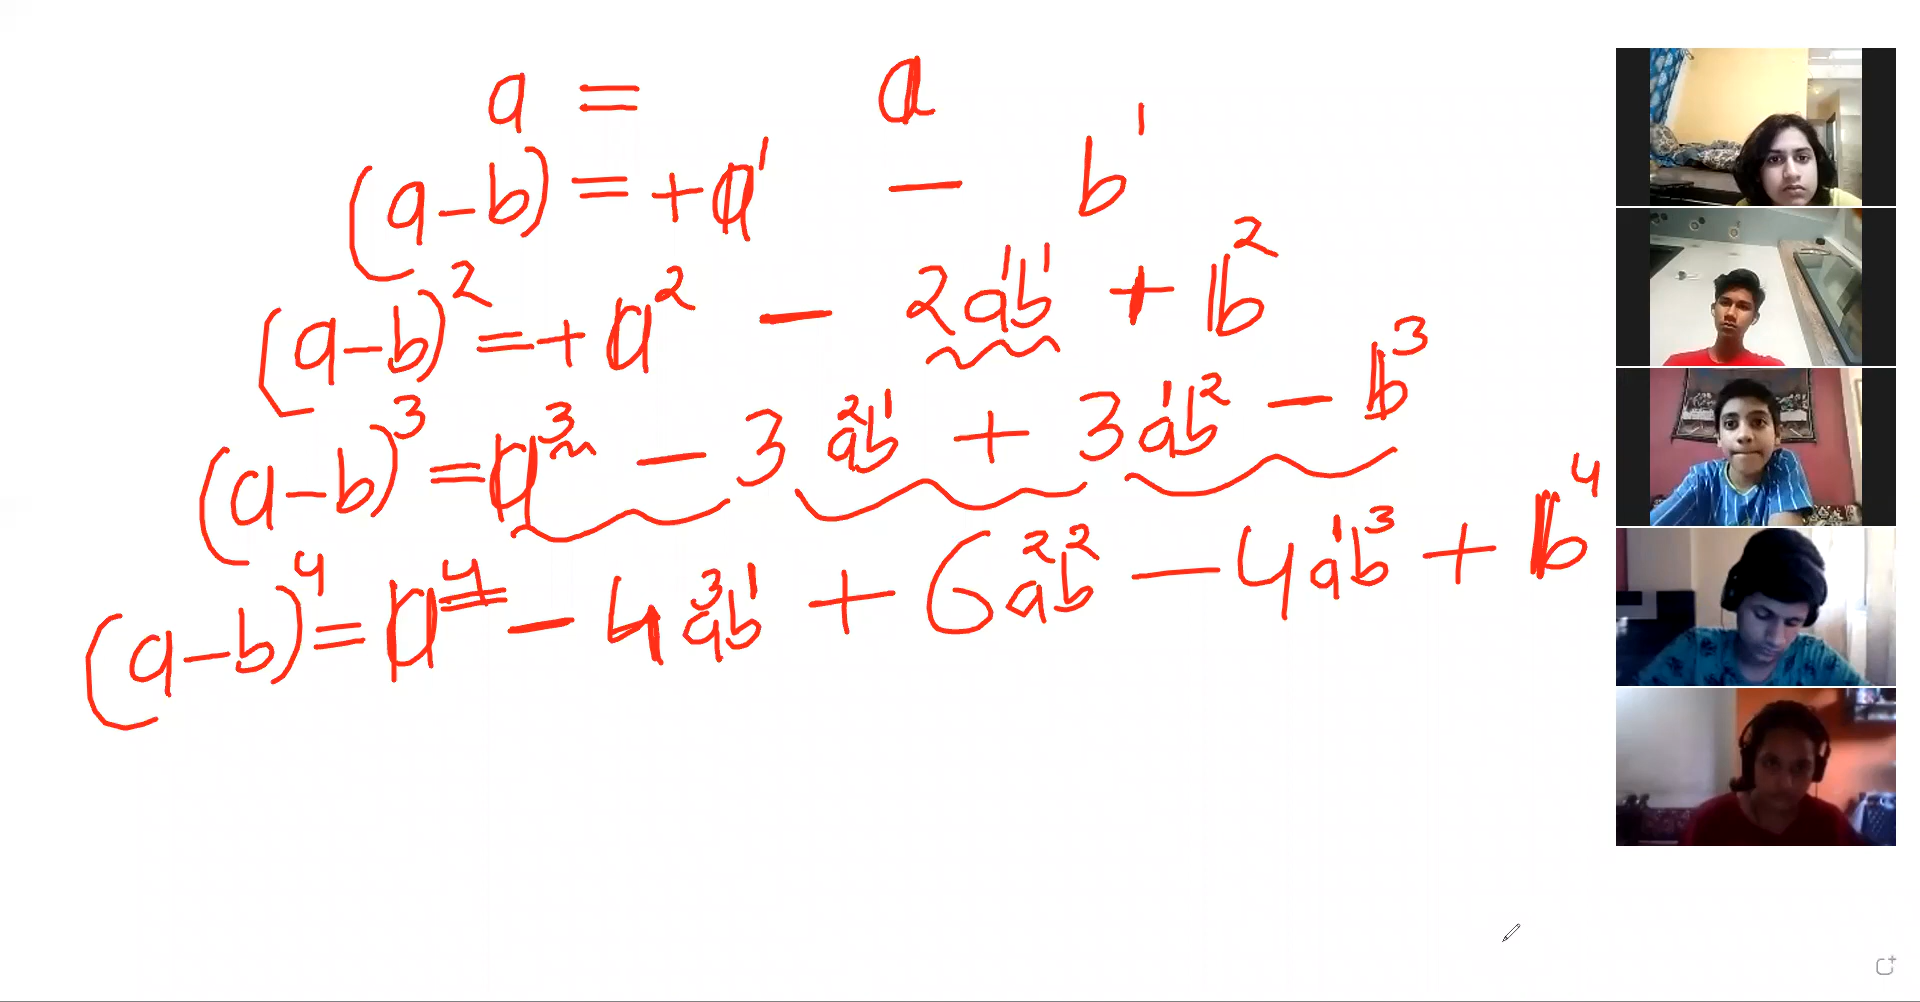 a = a
(a-b) = +a¹ - b¹
(a-b)² = +a² - 2a¹b¹ + b²
(a-b)³ = a³ - 3a²b¹ + 3a¹b² - b³
(a-b)⁴ = a⁴ - 4a³b¹ + 6a²b² - 4a¹b³ + b⁴